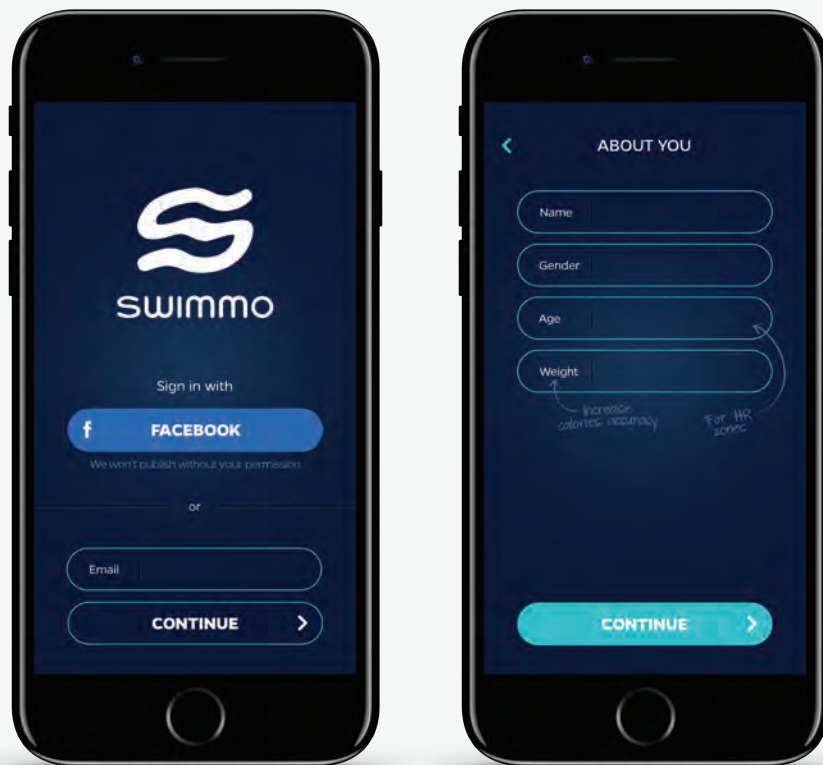 SWIMMO
Sign in with
f FACEBOOK
We won't publish without your permission
or
Email
CONTINUE
ABOUT YOU
Name
Gender
Age
Weight
Increase
calories accuracy
For HR
zones
CONTINUE